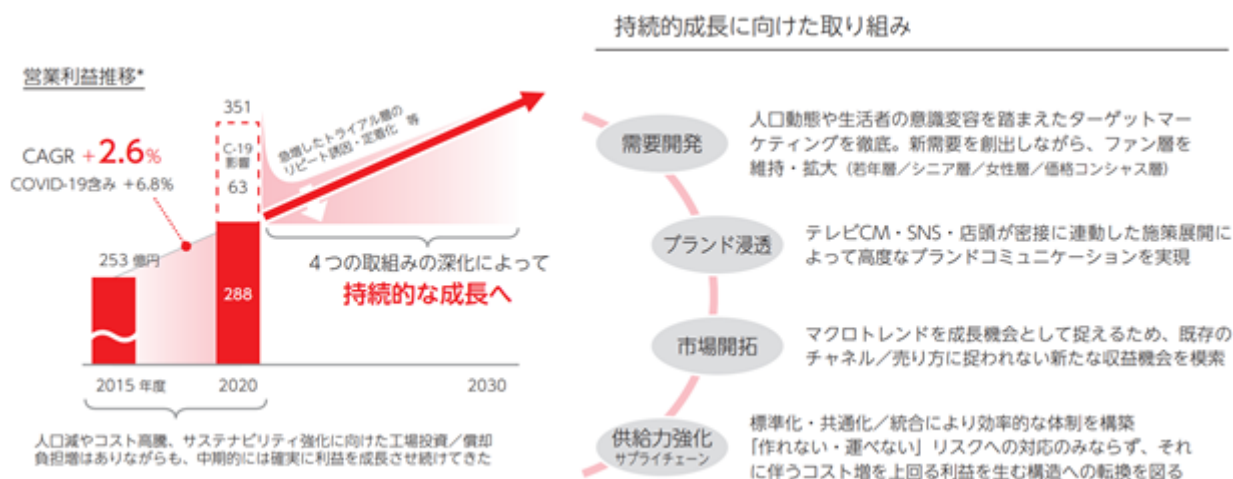 持続的成長に向けた取り組み
営業利益推移*
CAGR +2.6%
COVID-19含み +6.8%
351
C-19
影響
63
急増したトライアル層の
リピート誘因・定着化 等
253 億円
288
4つの取組みの深化によって
持続的な成長へ
2015 年度
2020
2030
人口減やコスト高騰、サステナビリティ強化に向けた工場投資／償却
負担増はありながらも、中期的には確実に利益を成長させ続けてきた
需要開発
人口動態や生活者の意識変容を踏まえたターゲットマー
ケティングを徹底。新需要を創出しながら、ファン層を
維持・拡大（若年層／シニア層／女性層／価格コンシャス層）
ブランド浸透
テレビCM・SNS・店頭が密接に連動した施策展開に
よって高度なブランドコミュニケーションを実現
市場開拓
マクロトレンドを成長機会として捉えるため、既存の
チャネル／売り方に捉われない新たな収益機会を模索
供給力強化
サプライチェーン
標準化・共通化／統合により効率的な体制を構築
「作れない・運べない」リスクへの対応のみならず、それ
に伴うコスト増を上回る利益を生む構造への転換を図る